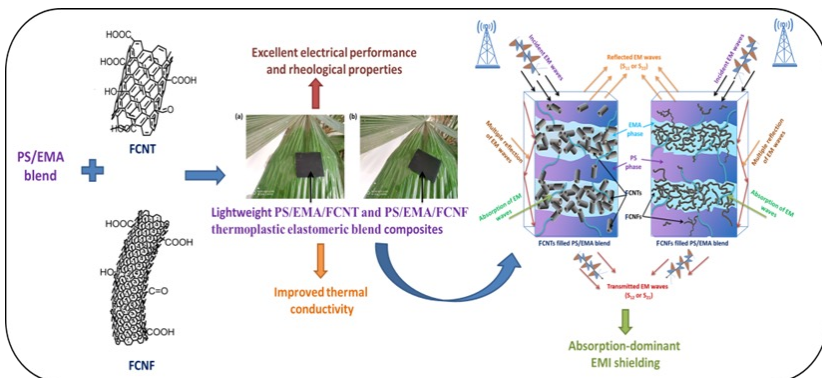 HOOC
HOOC
COOH
HO
O
HOOC
FCNT
PS/EMA
blend
HOOC
COOH
HO
C=O
COOH
FCNF
Excellent electrical performance
and rheological properties
(a)
(b)
Lightweight PS/EMA/FCNT and PS/EMA/FCNF
thermoplastic elastomeric blend composites
Improved thermal
conductivity
Incident EM waves
Reflected EM waves
(S₁₁ or S₂₂)
Incident EM waves
Multiple reflection
of EM waves
EMA
phase
PS
phase
FCNTs
FCNFs
Multiple reflection
of EM waves
Absorption of EM
waves
Absorption of EM
waves
FCNTs filled PS/EMA blend
FCNFs filled PS/EMA blend
Transmitted EM waves
(S₁₂ or S₂₁)
Absorption-dominant
EMI shielding